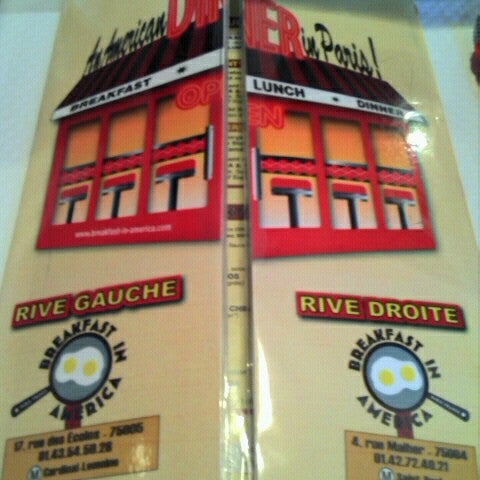 An American DINNER in Paris!
BREAKFAST * LUNCH * DINNER
OPEN
www.breakfast-in-america.com
RIVE GAUCHE
BREAKFAST IN AMERICA
17, rue des Ecoles - 75005
01.43.54.50.28
M Cardinal Lemoine
RIVE DROITE
BREAKFAST IN AMERICA
4, rue Malher - 75004
01.42.72.40.21
M